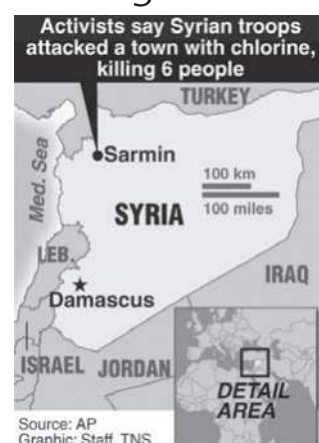 Activists say Syrian troops
attacked a town with chlorine,
killing 6 people
TURKEY
Med. Sea
Sarmin
100 km
100 miles
SYRIA
LEB.
IRAQ
Damascus
ISRAEL
JORDAN
DETAIL
AREA
Source: AP
Graphic: Staff, TNS